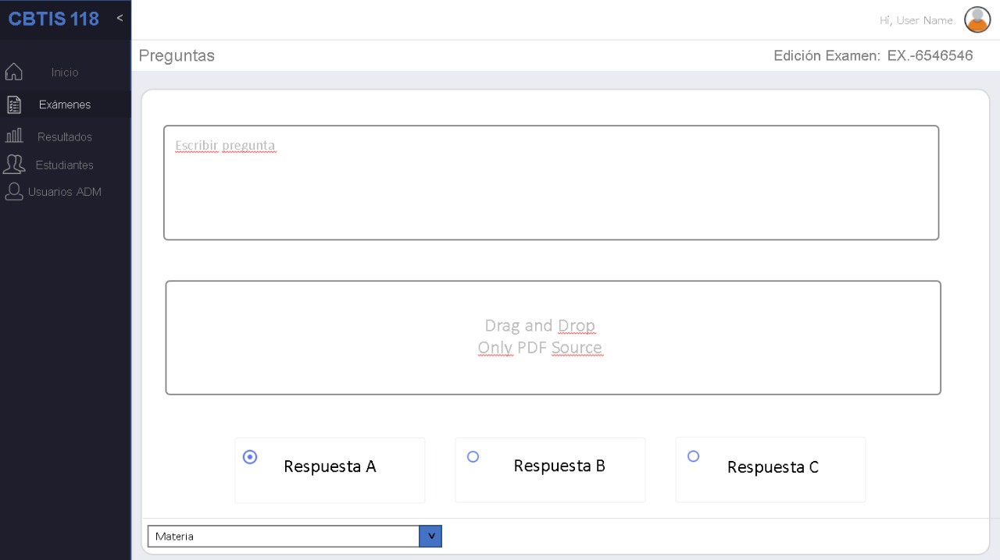 CBTIS 118 <
Hi, User Name
Preguntas
Edición Examen: EX.-6546546
Inicio
Exámenes
Resultados
Estudiantes
Usuarios ADM
Escribir pregunta
Drag and Drop
Only PDF Source
Respuesta A
Respuesta B
Respuesta C
Materia
v